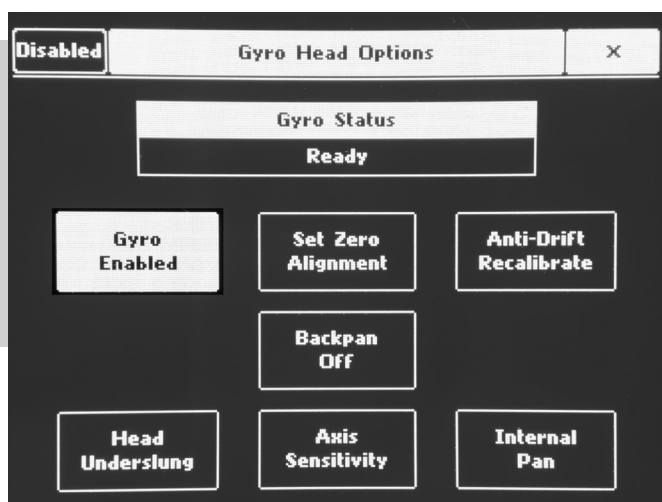 Disabled
Gyro Head Options
×
Gyro Status
Ready
Gyro
Enabled
Set Zero
Alignment
Anti-Drift
Recalibrate
Backpan
Off
Head
Underslung
Axis
Sensitivity
Internal
Pan